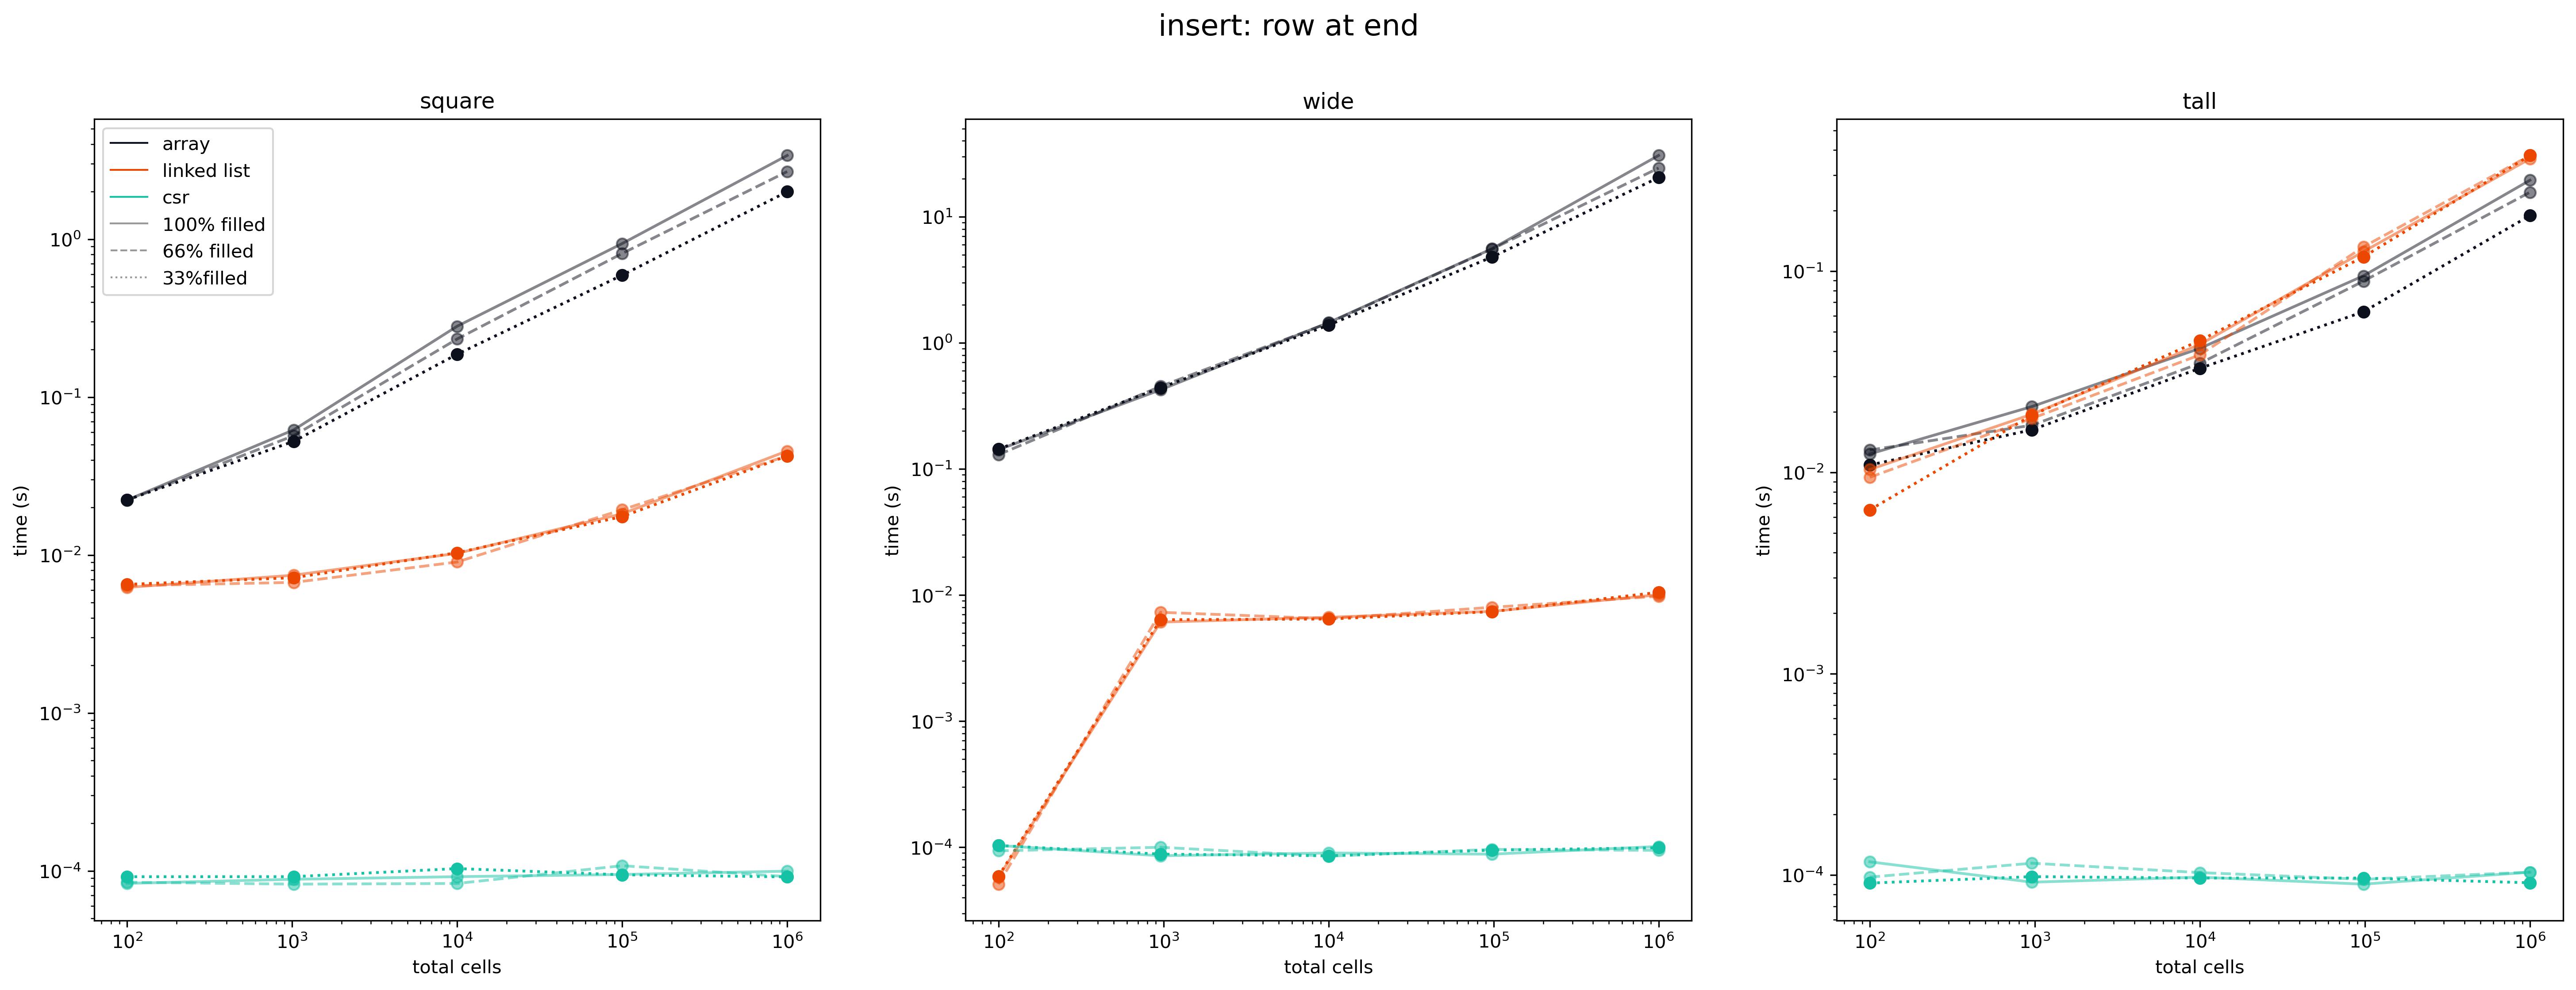 insert: row at end
square
array
linked list
csr
100% filled
66% filled
33%filled
10⁰
10⁻¹
10⁻²
10⁻³
10⁻⁴
time (s)
10² 10³ 10⁴ 10⁵ 10⁶
total cells
wide
10¹
10⁰
10⁻¹
10⁻²
10⁻³
10⁻⁴
time (s)
10² 10³ 10⁴ 10⁵ 10⁶
total cells
tall
10⁻¹
10⁻²
10⁻³
10⁻⁴
time (s)
10² 10³ 10⁴ 10⁵ 10⁶
total cells